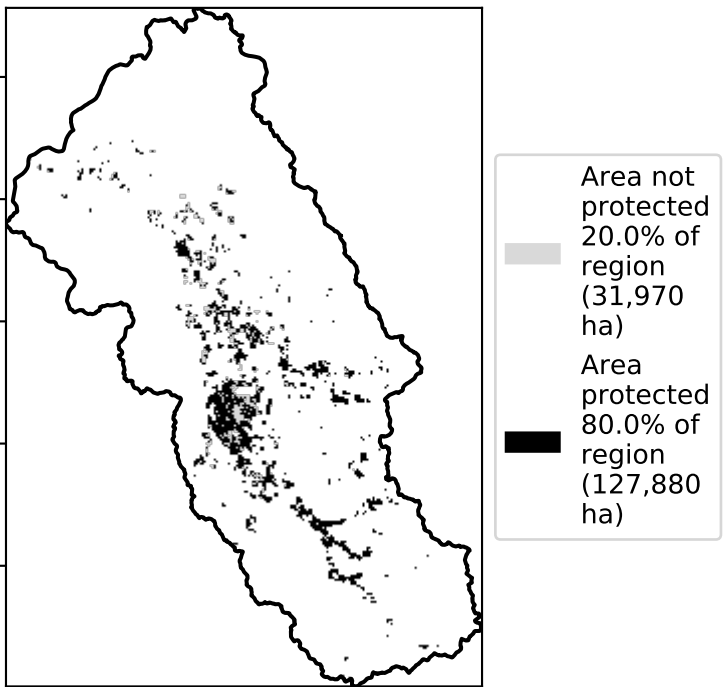 Area not
protected
20.0% of
region
(31,970
ha)
Area
protected
80.0% of
region
(127,880
ha)